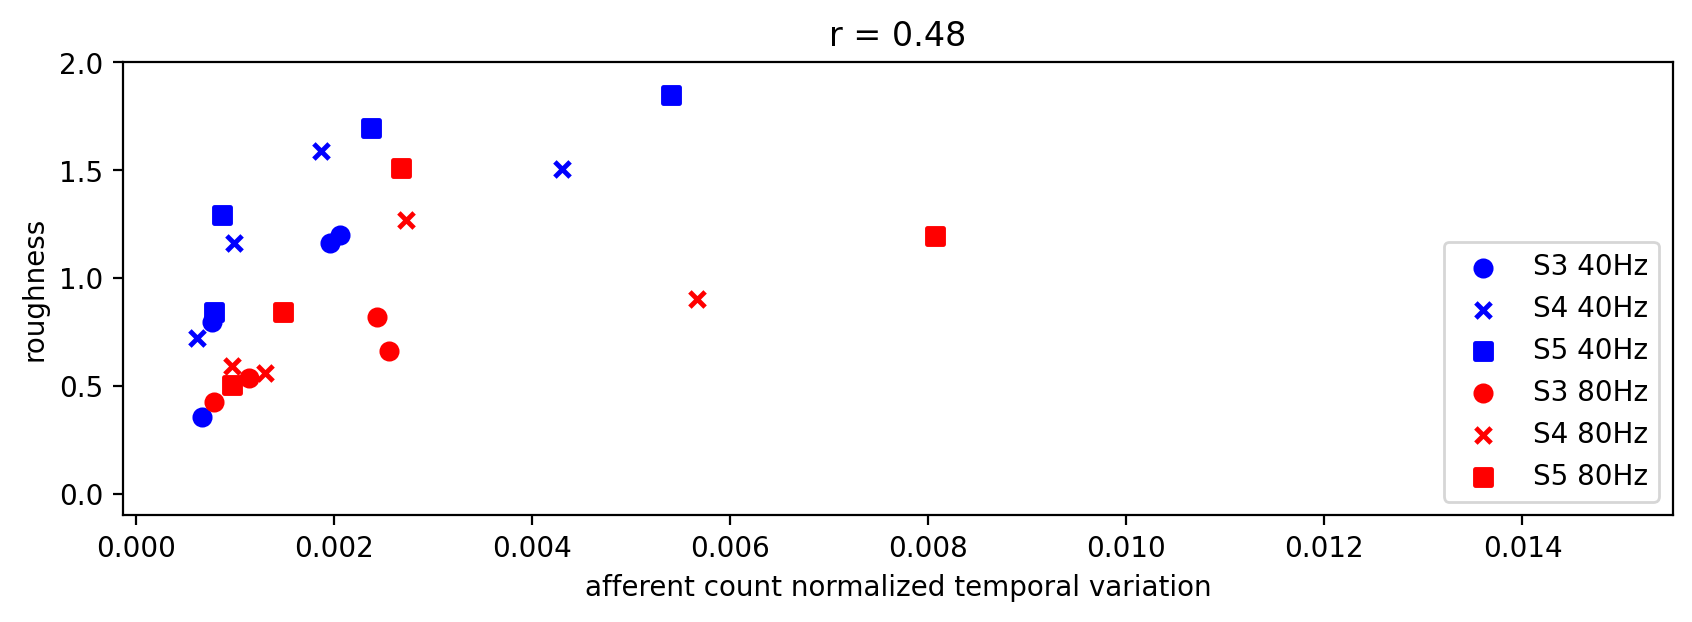 r = 0.48
2.0
1.5
1.0
0.5
0.0
roughness
0.000 0.002 0.004 0.006 0.008 0.010 0.012 0.014
afferent count normalized temporal variation
S3 40Hz
S4 40Hz
S5 40Hz
S3 80Hz
S4 80Hz
S5 80Hz